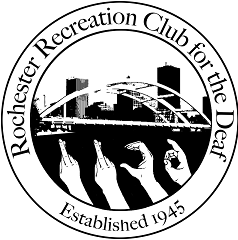 Rochester Recreation Club for the Deaf
Established 1945